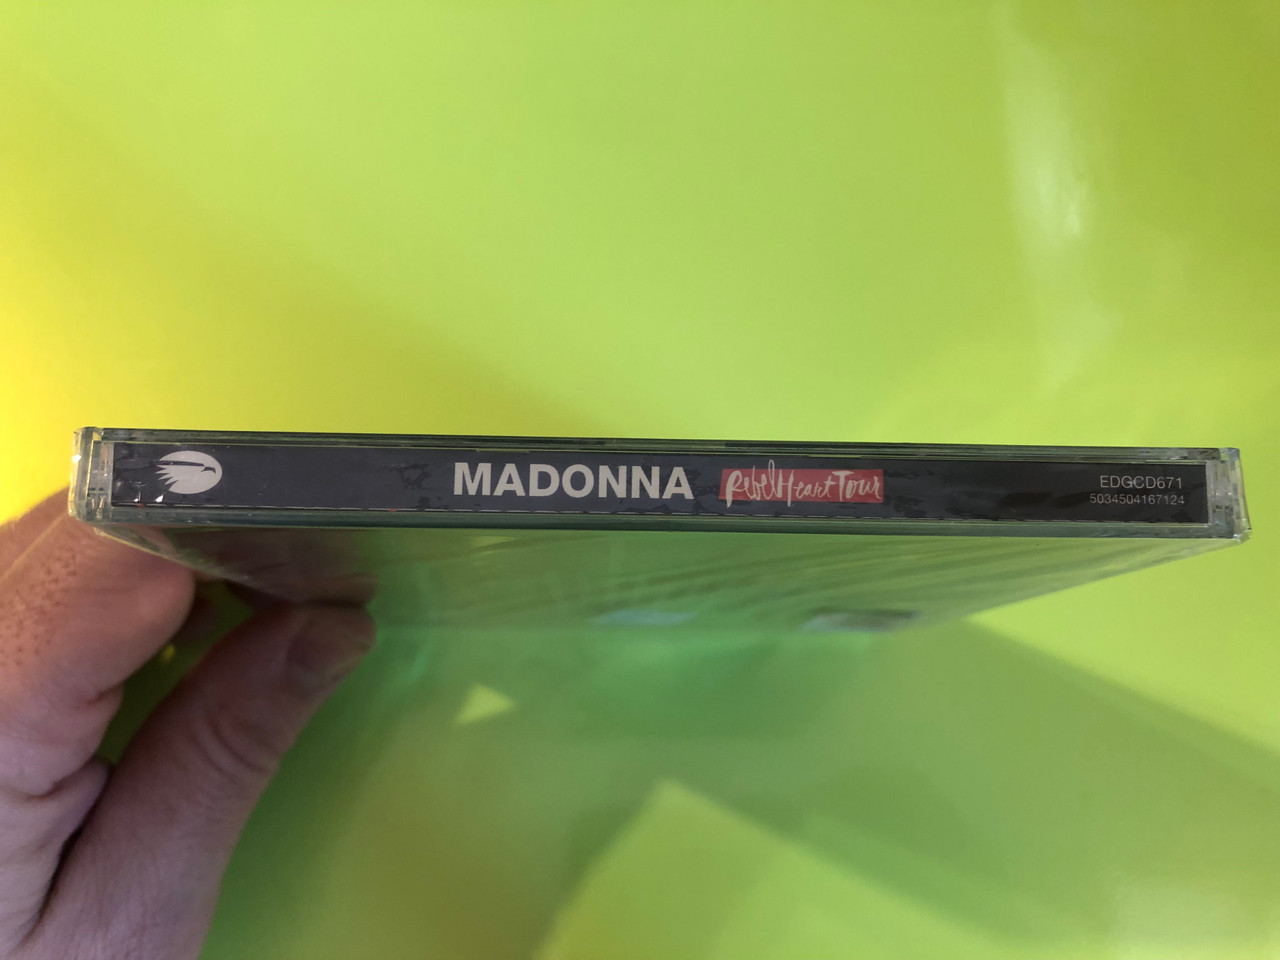 MADONNA
Rebel Heart Tour
EDGCD671
5034504167124